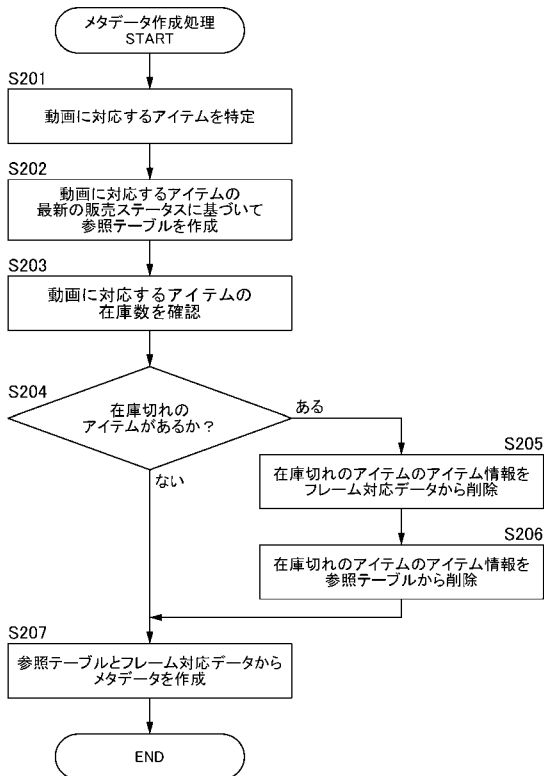 メタデータ作成処理
START
S201
動画に対応するアイテムを特定
S202
動画に対応するアイテムの
最新の販売ステータスに基づいて
参照テーブルを作成
S203
動画に対応するアイテムの
在庫数を確認
S204
在庫切れの
アイテムがあるか？
ある
ない
S205
在庫切れのアイテムのアイテム情報を
フレーム対応データから削除
S206
在庫切れのアイテムのアイテム情報を
参照テーブルから削除
S207
参照テーブルとフレーム対応データから
メタデータを作成
END